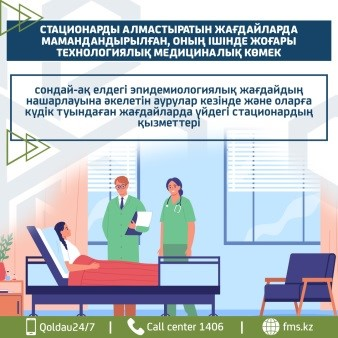 СТАЦИОНАРДЫ АЛМАСТЫРАТЫН ЖАҒДАЙЛАРДА
МАМАНДАНДЫРЫЛҒАН, ОНЫҢ ІШІНДЕ ЖОҒАРЫ
ТЕХНОЛОГИЯЛЫҚ МЕДИЦИНАЛЫҚ КӨМЕК
сондай-ақ елдегі эпидемиологиялық жағдайдың
нашарлауына әкелетін аурулар кезінде және оларға
күдік туындаған жағдайларда үйдегі стационардың
қызметтері
Qoldau24/7 | Call center 1406 | fms.kz